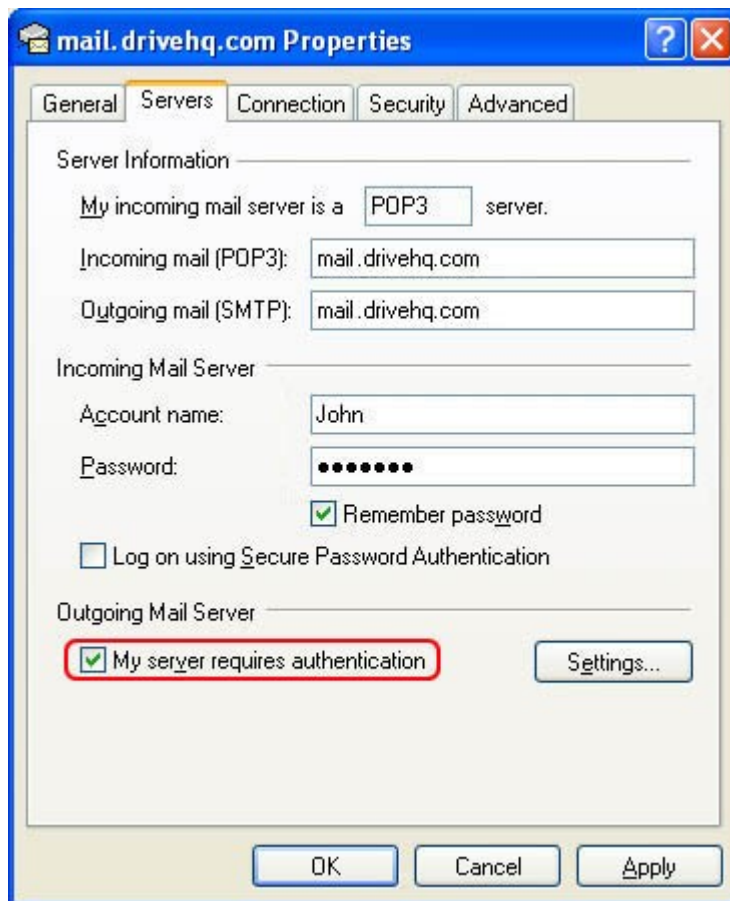 mail.drivehq.com Properties
General Servers Connection Security Advanced
Server Information
My incoming mail server is a POP3 server.
Incoming mail (POP3): mail.drivehq.com
Outgoing mail (SMTP): mail.drivehq.com
Incoming Mail Server
Account name: John
Password: •••••••
Remember password
Log on using Secure Password Authentication
Outgoing Mail Server
My server requires authentication Settings...
OK Cancel Apply